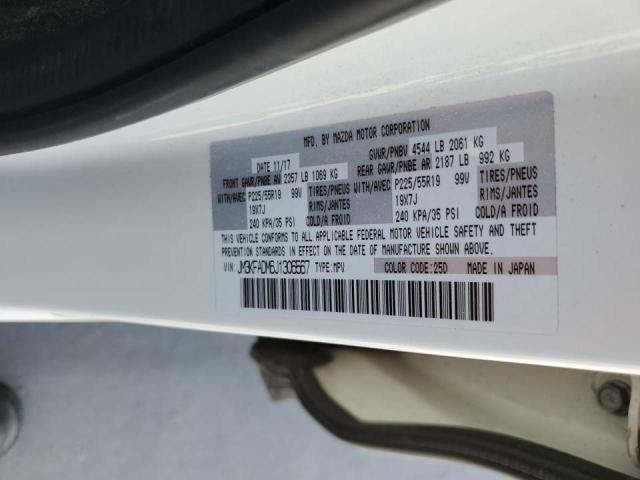 MFD. BY MAZDA MOTOR CORPORATION
DATE 11/17 GVWR/PNBV 4544 LB 2061 KG
FRONT GAWR/PNBE AV 2357 LB 1069 KG REAR GAWR/PNBE AR 2187 LB 992 KG
WITH/AVEC P225/55R19 99V TIRES/PNEUS WITH/AVEC P225/55R19 99V TIRES/PNEUS
19X7J RIMS/JANTES 19X7J RIMS/JANTES
240 KPA/35 PSI COLD/A FROID 240 KPA/35 PSI COLD/A FROID
THIS VEHICLE CONFORMS TO ALL APPLICABLE FEDERAL MOTOR VEHICLE SAFETY AND THEFT
PREVENTION STANDARDS IN EFFECT ON THE DATE OF MANUFACTURE SHOWN ABOVE.
VIN: JM3KFADM6J1306567 TYPE:MPV COLOR CODE:25D MADE IN JAPAN